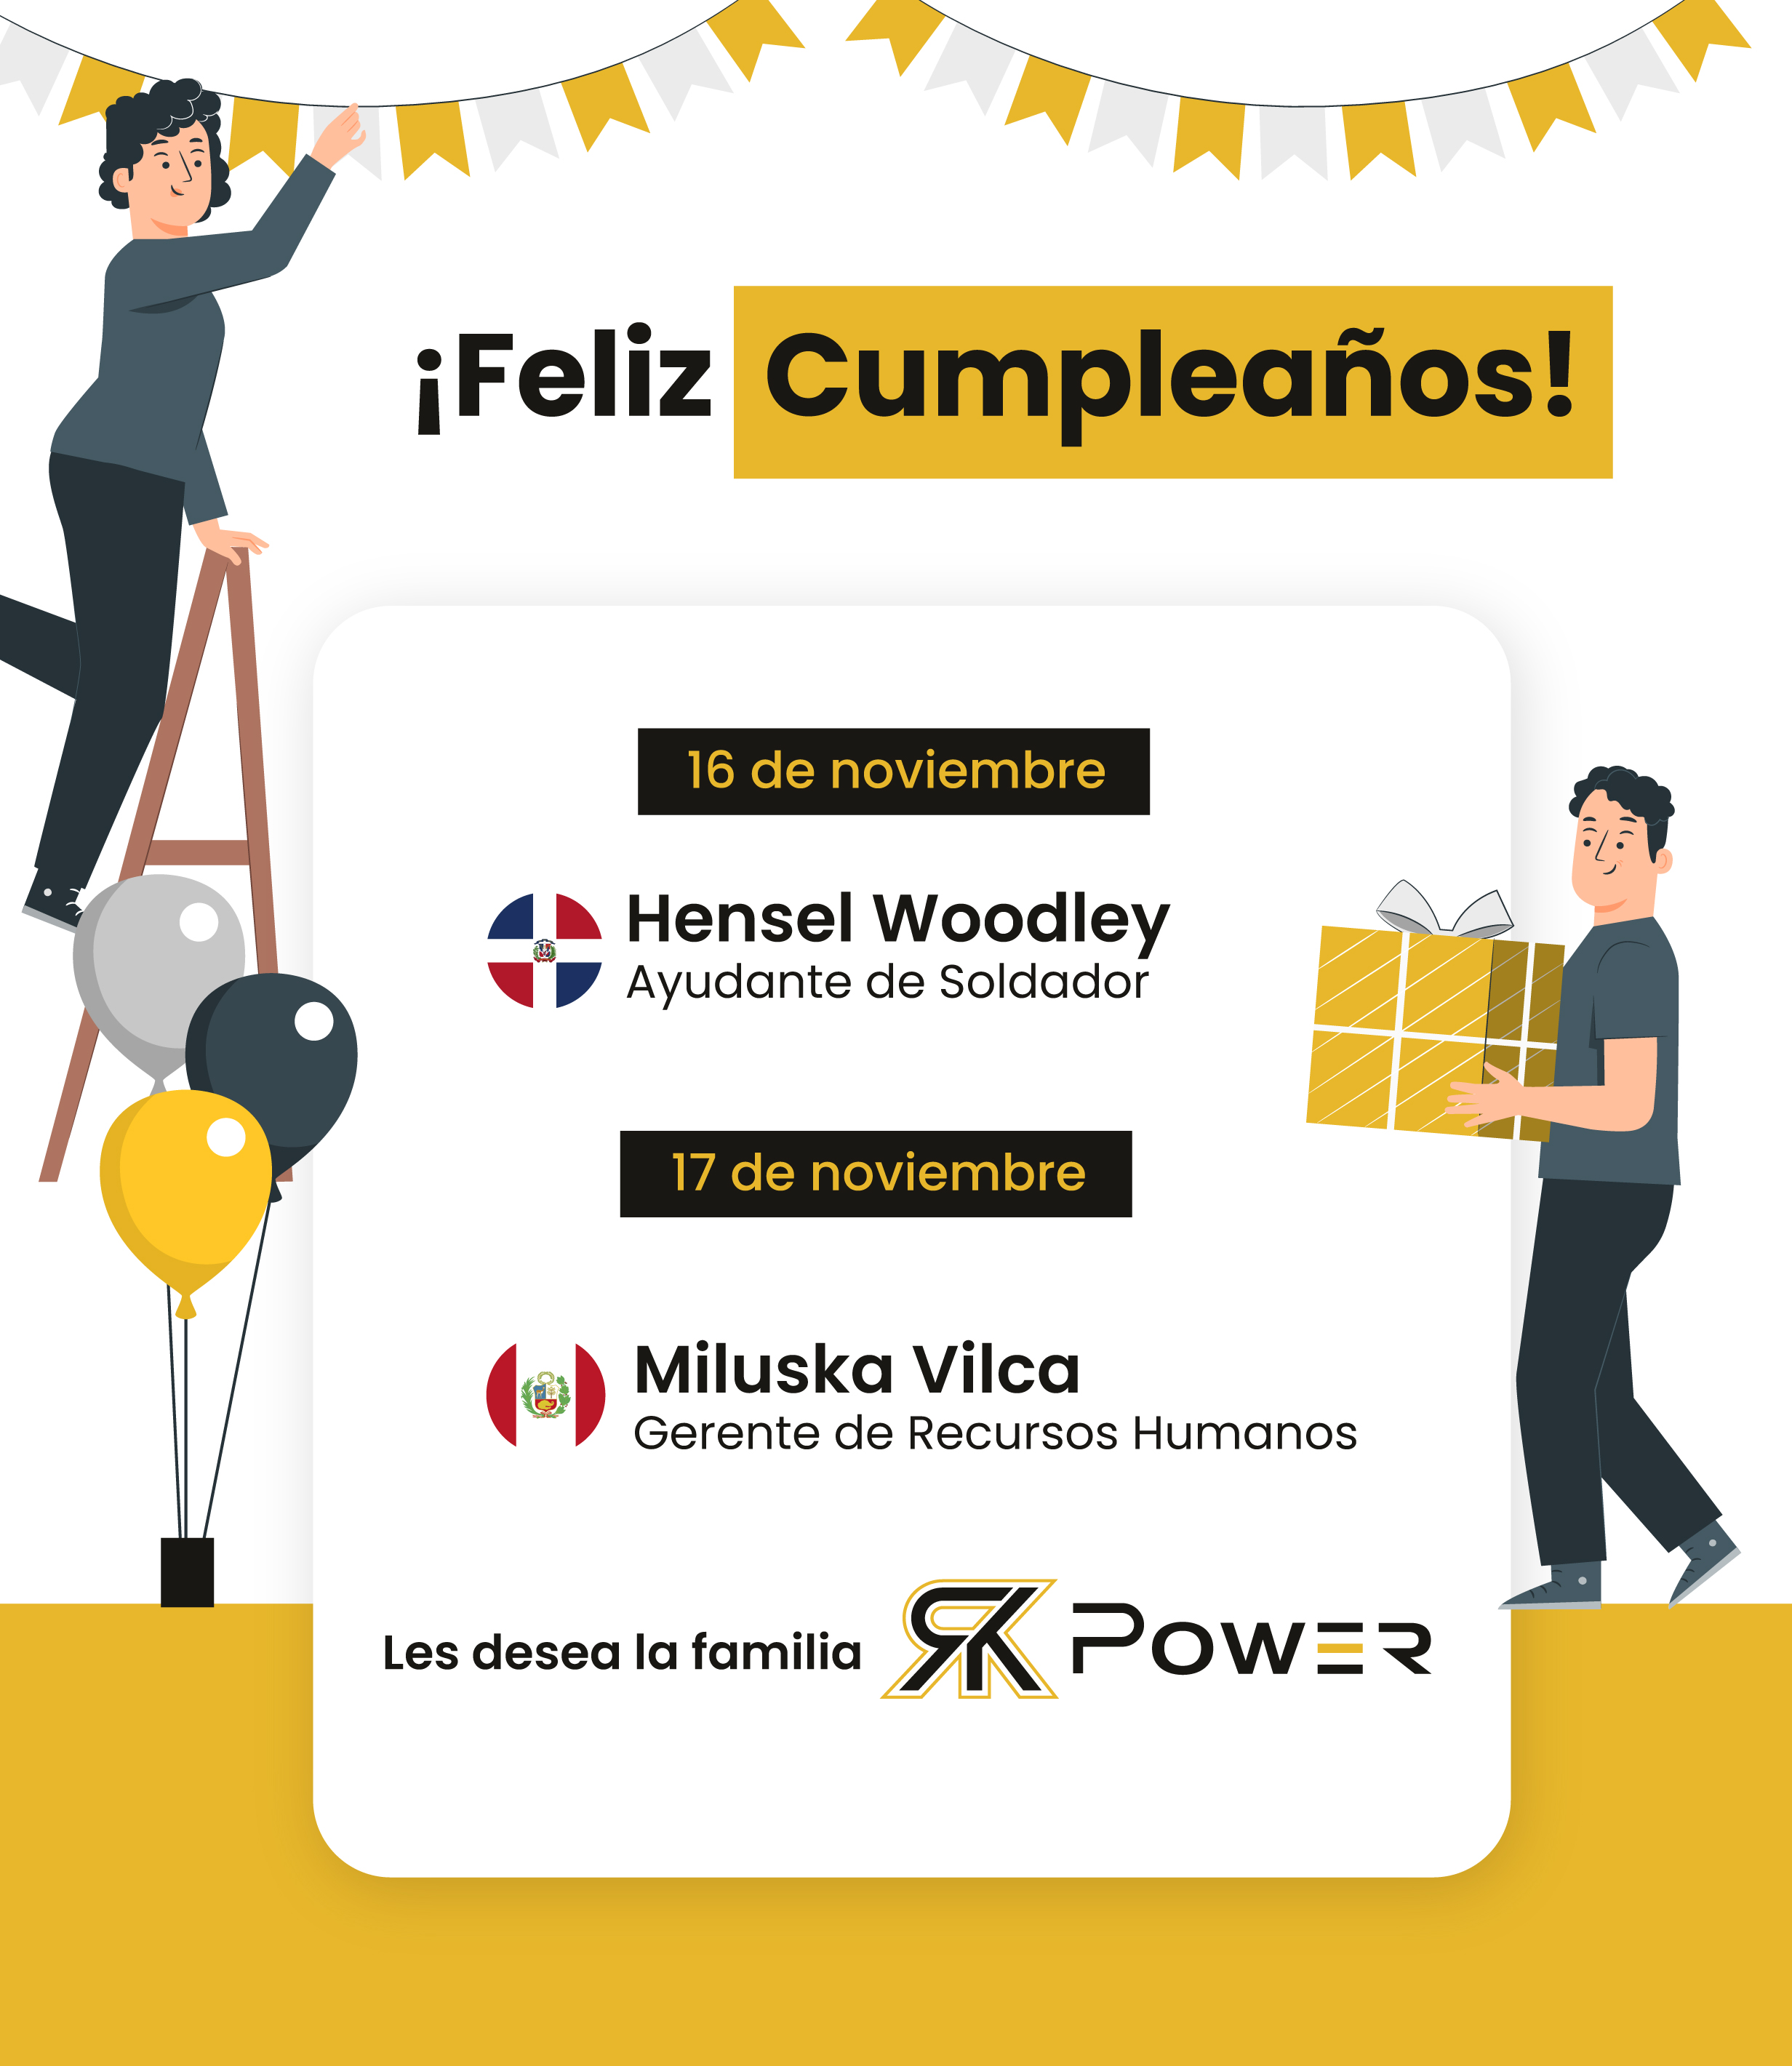 ¡Feliz Cumpleaños!
16 de noviembre
Hensel Woodley
Ayudante de Soldador
17 de noviembre
Miluska Vilca
Gerente de Recursos Humanos
Les desea la familia RK POWER